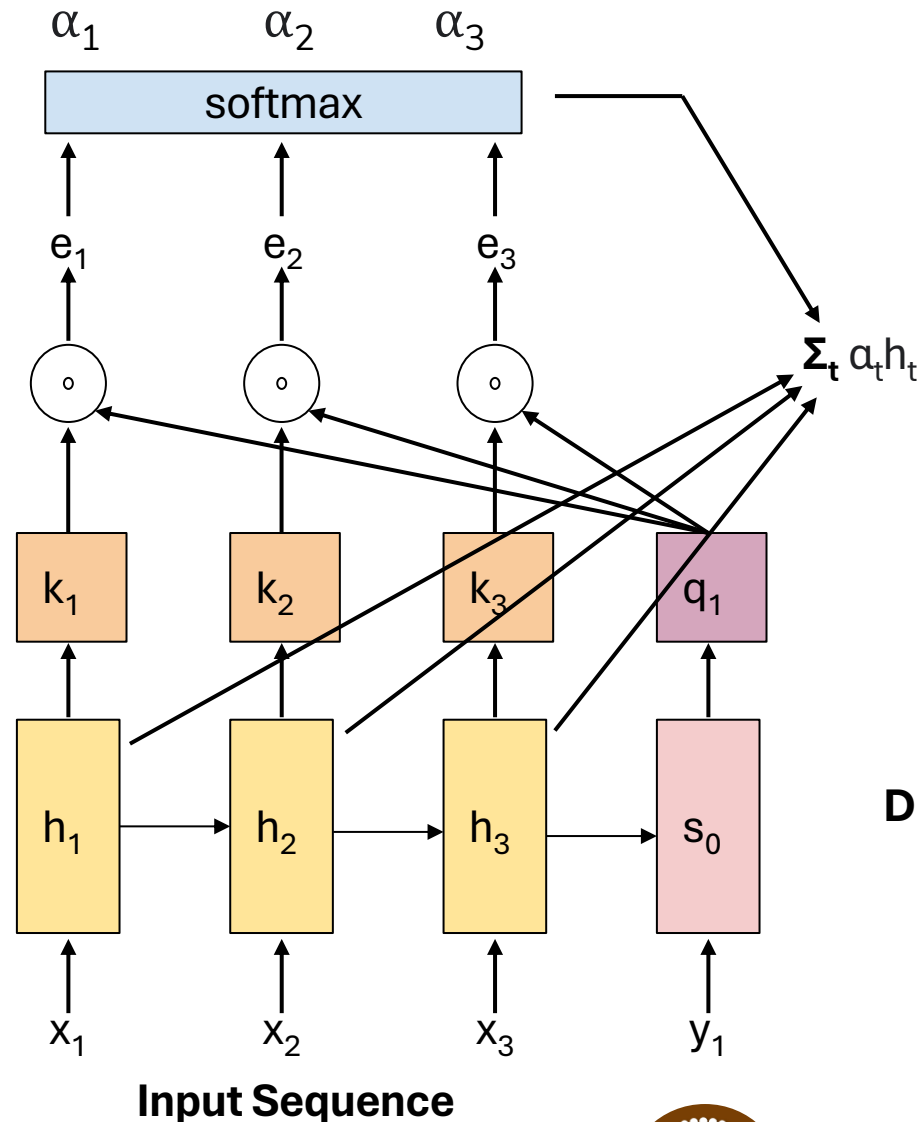 α₁ α₂ α₃
softmax
e₁ e₂ e₃
Σₜ αₜhₜ
k₁ k₂ k₃ q₁
h₁ h₂ h₃ s₀
D
x₁ x₂ x₃ y₁
Input Sequence